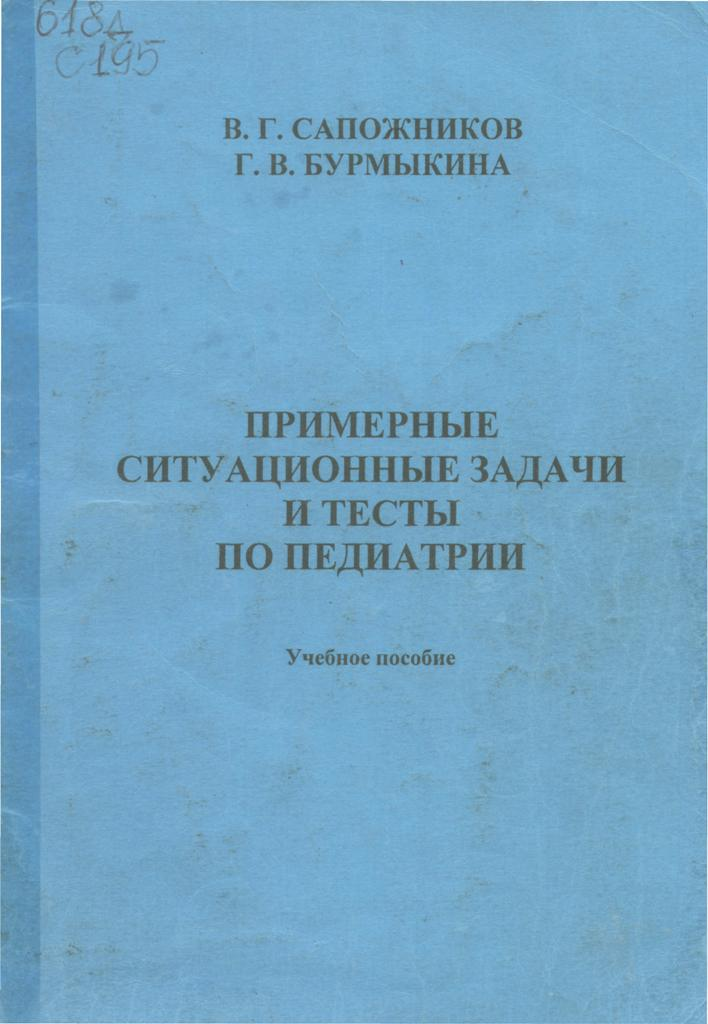 618д
С195
В. Г. САПОЖНИКОВ
Г. В. БУРМЫКИНА
ПРИМЕРНЫЕ
СИТУАЦИОННЫЕ ЗАДАЧИ
И ТЕСТЫ
ПО ПЕДИАТРИИ
Учебное пособие